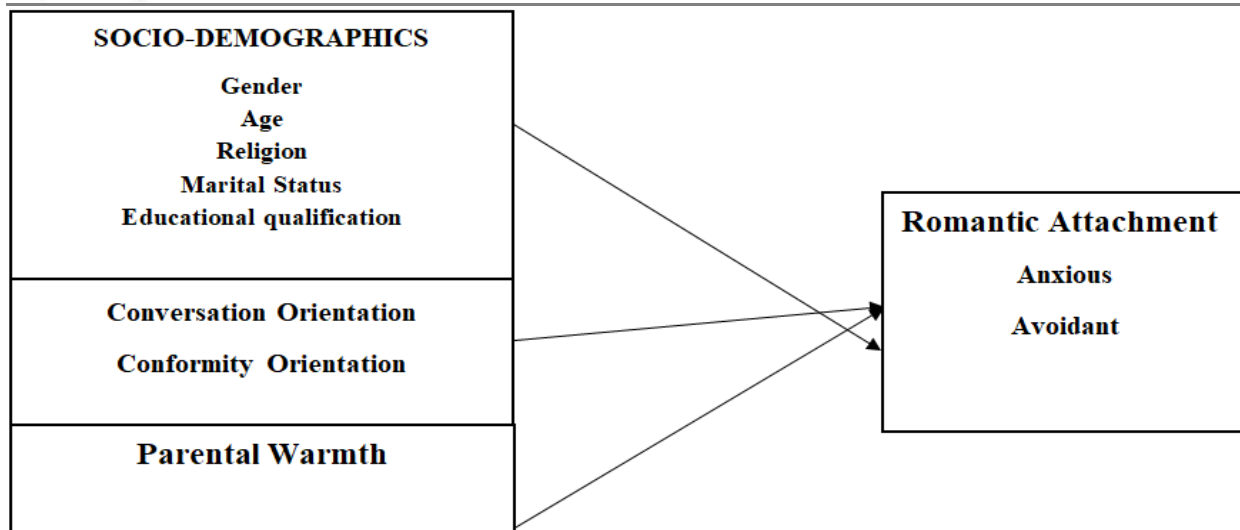 SOCIO-DEMOGRAPHICS
Gender
Age
Religion
Marital Status
Educational qualification
Conversation Orientation
Conformity Orientation
Parental Warmth
Romantic Attachment
Anxious
Avoidant